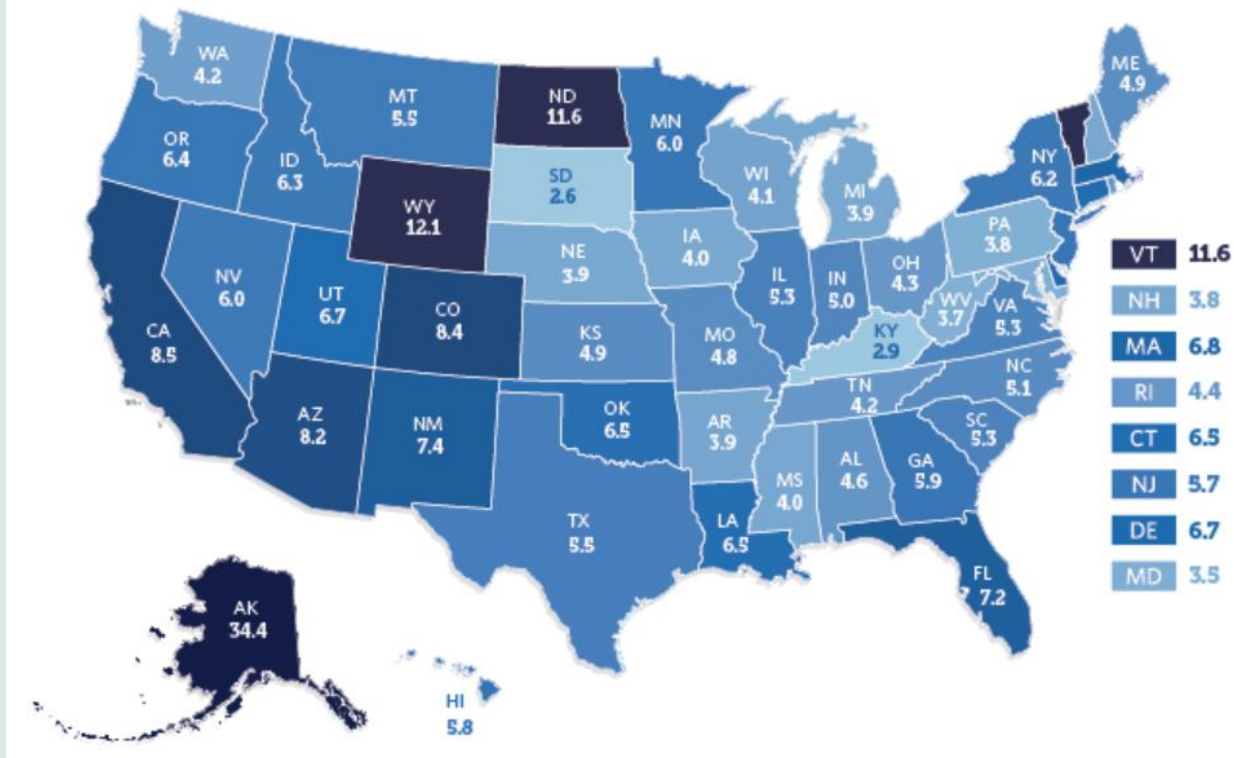 WA
4.2
MT
5.5
ND
11.6
MN
6.0
ME
4.9
OR
6.4
ID
6.3
WY
12.1
SD
2.6
WI
4.1
MI
3.9
NY
6.2
NV
6.0
UT
6.7
CO
8.4
NE
3.9
IA
4.0
IL
5.3
IN
5.0
OH
4.3
PA
3.8
CA
8.5
KS
4.9
MO
4.8
KY
2.9
WV
3.7
VA
5.3
AZ
8.2
NM
7.4
OK
6.5
AR
3.9
TN
4.2
NC
5.1
TX
5.5
LA
6.5
MS
4.0
AL
4.6
GA
5.9
SC
5.3
FL
7 7.2
AK
34.4
HI
5.8
VT 11.6
NH 3.8
MA 6.8
RI 4.4
CT 6.5
NJ 5.7
DE 6.7
MD 3.5